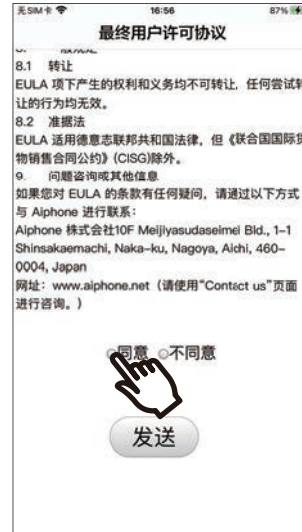 无SIM卡 16:56 87%
最终用户许可协议
8.1 转让
EULA 项下产生的权利和义务均不可转让，任何尝试转
让的行为均无效。
8.2 准据法
EULA 适用德意志联邦共和国法律，但《联合国国际货
物销售合同公约》(CISG)除外。
9. 问题咨询或其他信息
如果您对 EULA 的条款有任何疑问，请通过以下方式
与 Aiphone 进行联系：
Aiphone 株式会社10F Meijiyasudaseimei Bld., 1-1
Shinsakaemachi, Naka-ku, Nagoya, Aichi, 460-
0004, Japan
网址：www.aiphone.net（请使用“Contact us”页面
进行咨询。）
同意 不同意
发送